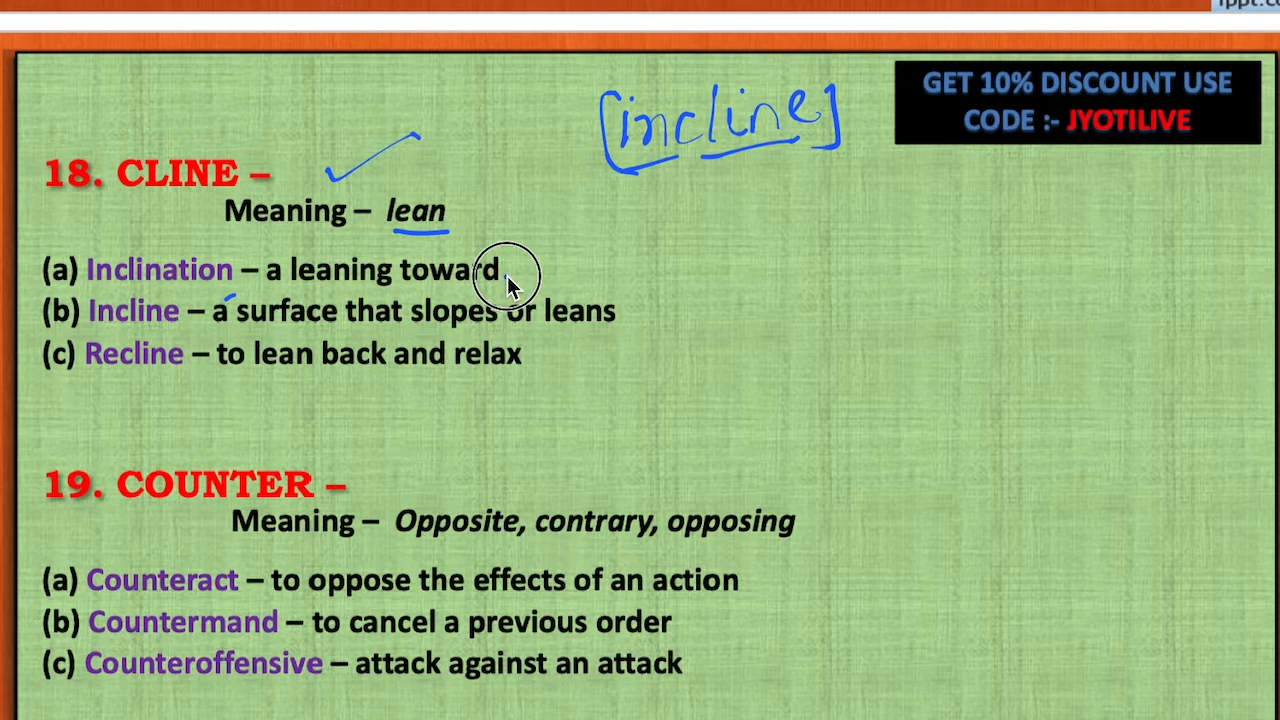 GET 10% DISCOUNT USE
CODE :- JYOTILIVE
[incline]
18. CLINE –
Meaning – lean
(a) Inclination – a leaning toward
(b) Incline – a surface that slopes or leans
(c) Recline – to lean back and relax
19. COUNTER –
Meaning – Opposite, contrary, opposing
(a) Counteract – to oppose the effects of an action
(b) Countermand – to cancel a previous order
(c) Counteroffensive – attack against an attack